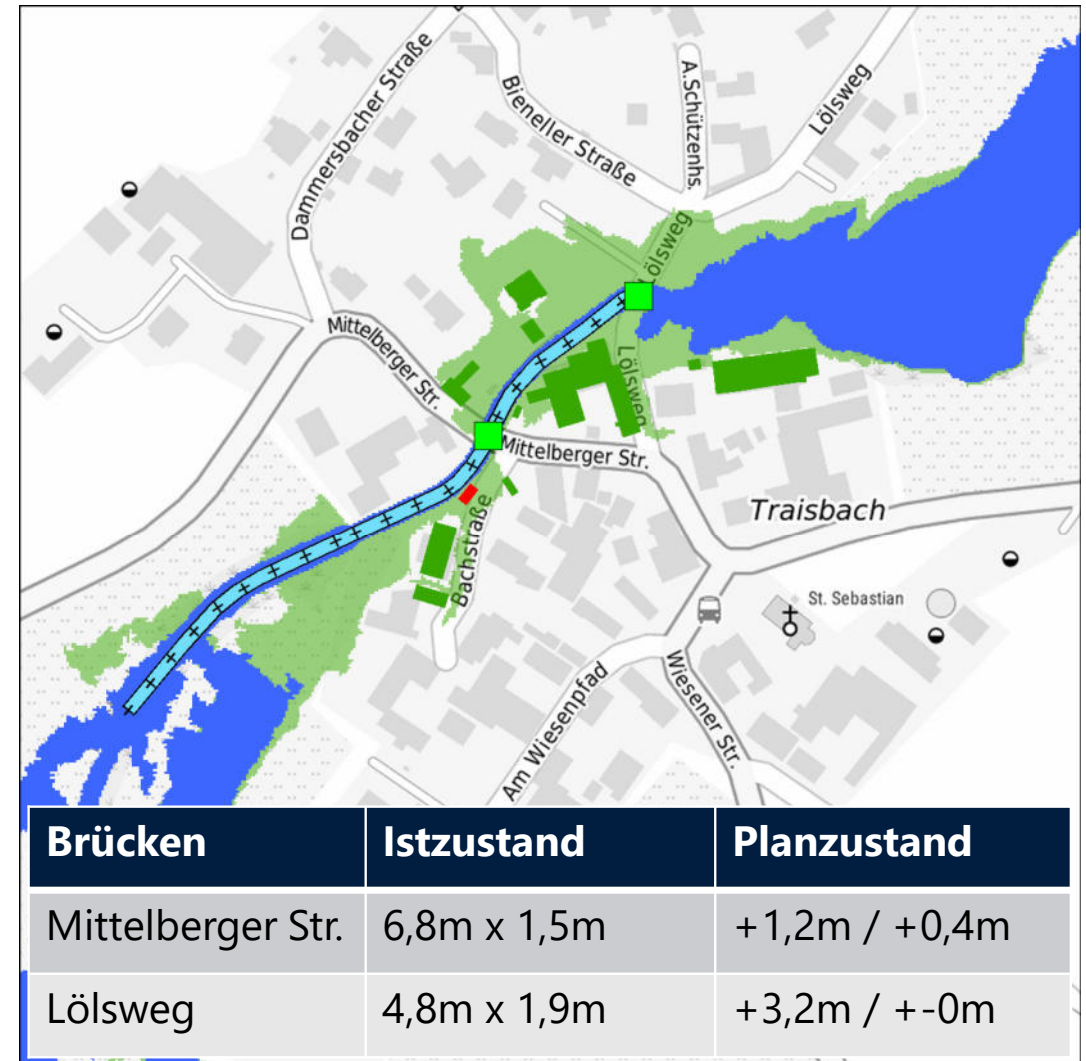 Dammersbacher Straße
Bieneller Straße
A.Schützenhs.
Lölsweg
Lölsweg
Mittelberger Str.
Lölsweg
Mittelberger Str.
Traisbach
Bachstraße
St. Sebastian
Am Wiesenpfad
Wiesener Str.
Brücken Istzustand Planzustand
Mittelberger Str. 6,8m x 1,5m +1,2m / +0,4m
Lölsweg 4,8m x 1,9m +3,2m / +-0m